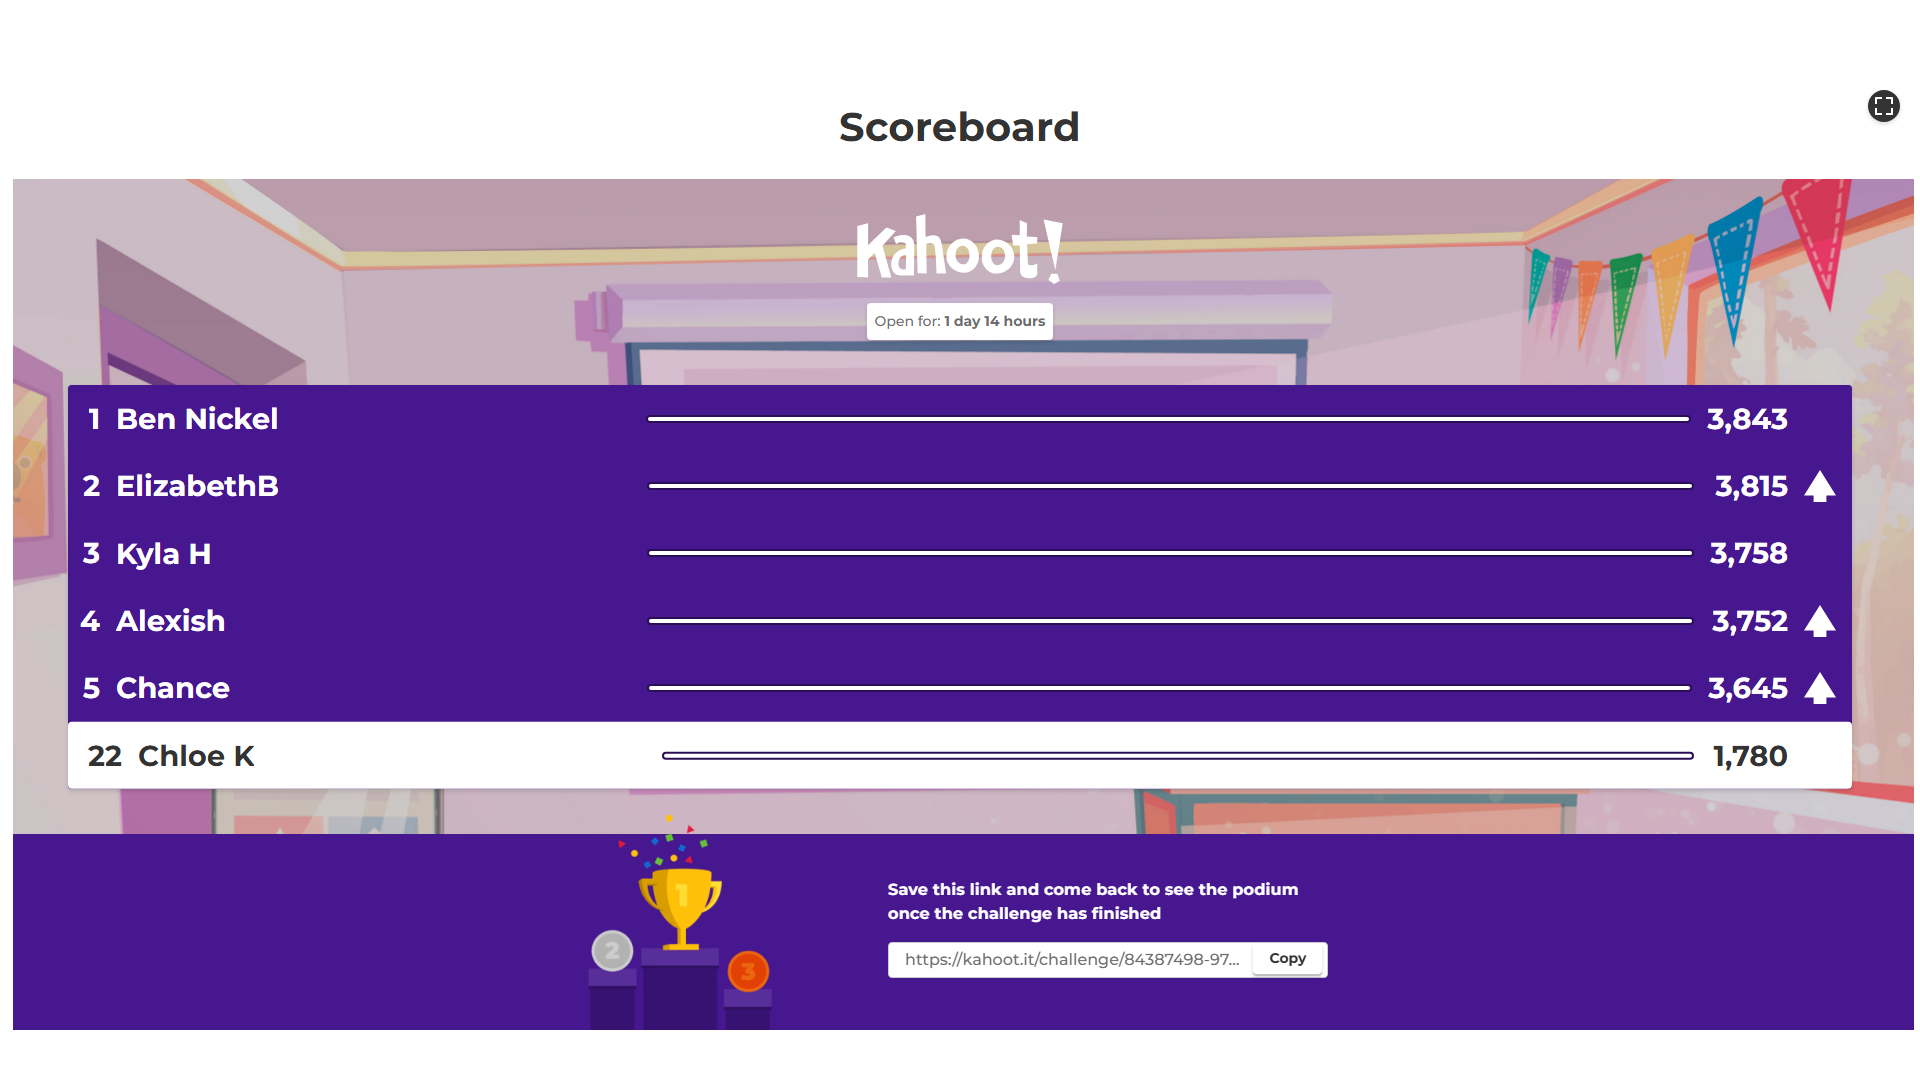 Scoreboard
Kahoot!
Open for: 1 day 14 hours
1 Ben Nickel 3,843
2 ElizabethB 3,815
3 Kyla H 3,758
4 Alexish 3,752
5 Chance 3,645
22 Chloe K 1,780
1
2
3
Save this link and come back to see the podium
once the challenge has finished
https://kahoot.it/challenge/84387498-97... Copy